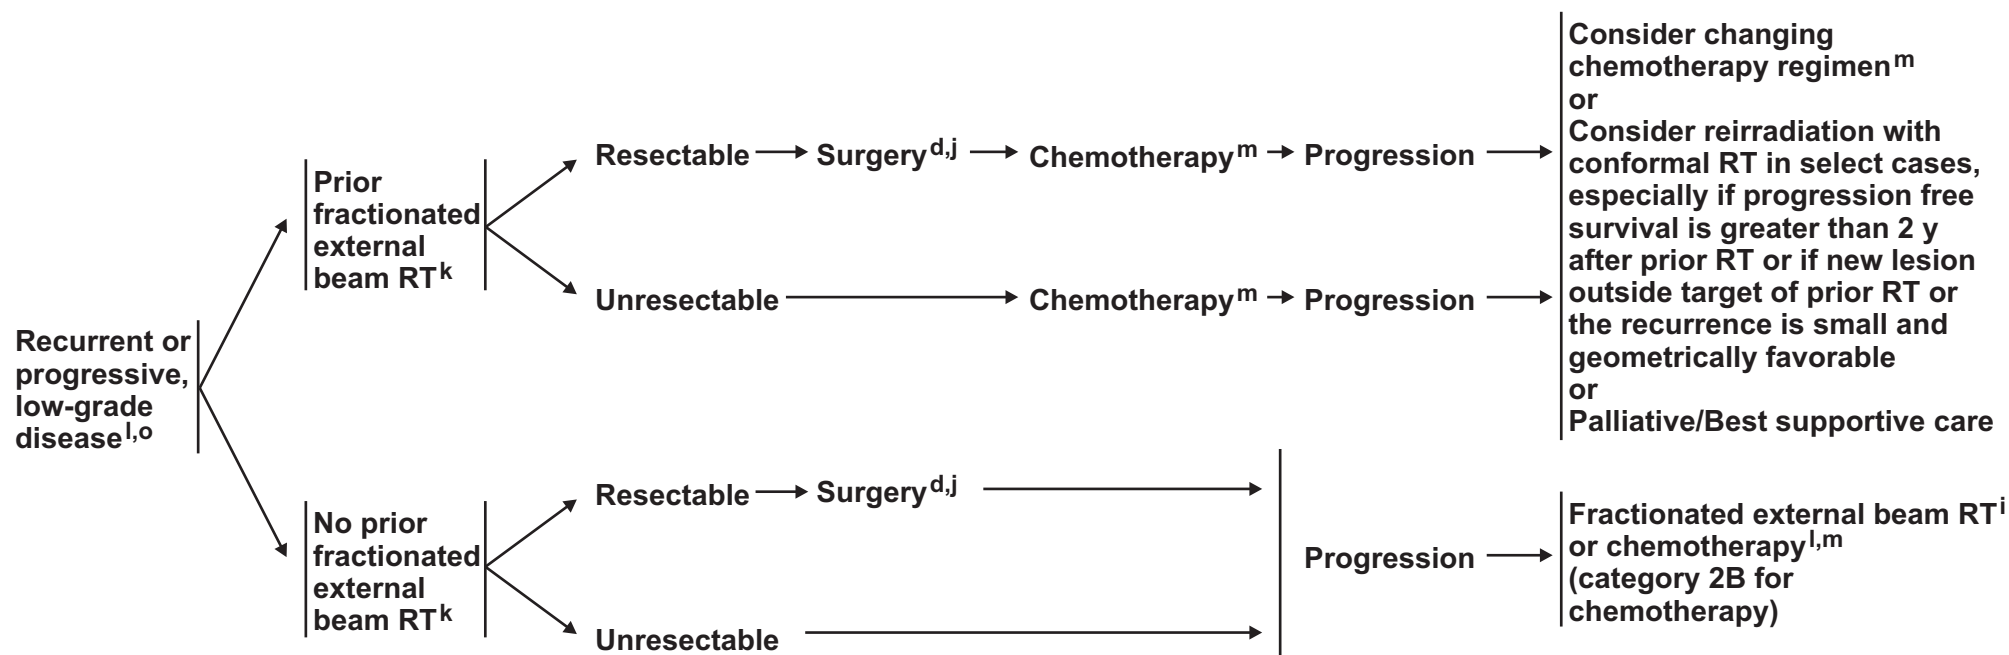 Recurrent or
progressive,
low-grade
disease l,o
Prior
fractionated
external
beam RT k
Resectable
Surgery d,j
Chemotherapy m
Progression
Unresectable
Chemotherapy m
Progression
Consider changing
chemotherapy regimen m
or
Consider reirradiation with
conformal RT in select cases,
especially if progression free
survival is greater than 2 y
after prior RT or if new lesion
outside target of prior RT or
the recurrence is small and
geometrically favorable
or
Palliative/Best supportive care
No prior
fractionated
external
beam RT k
Resectable
Surgery d,j
Unresectable
Progression
Fractionated external beam RT i
or chemotherapy l,m
(category 2B for
chemotherapy)